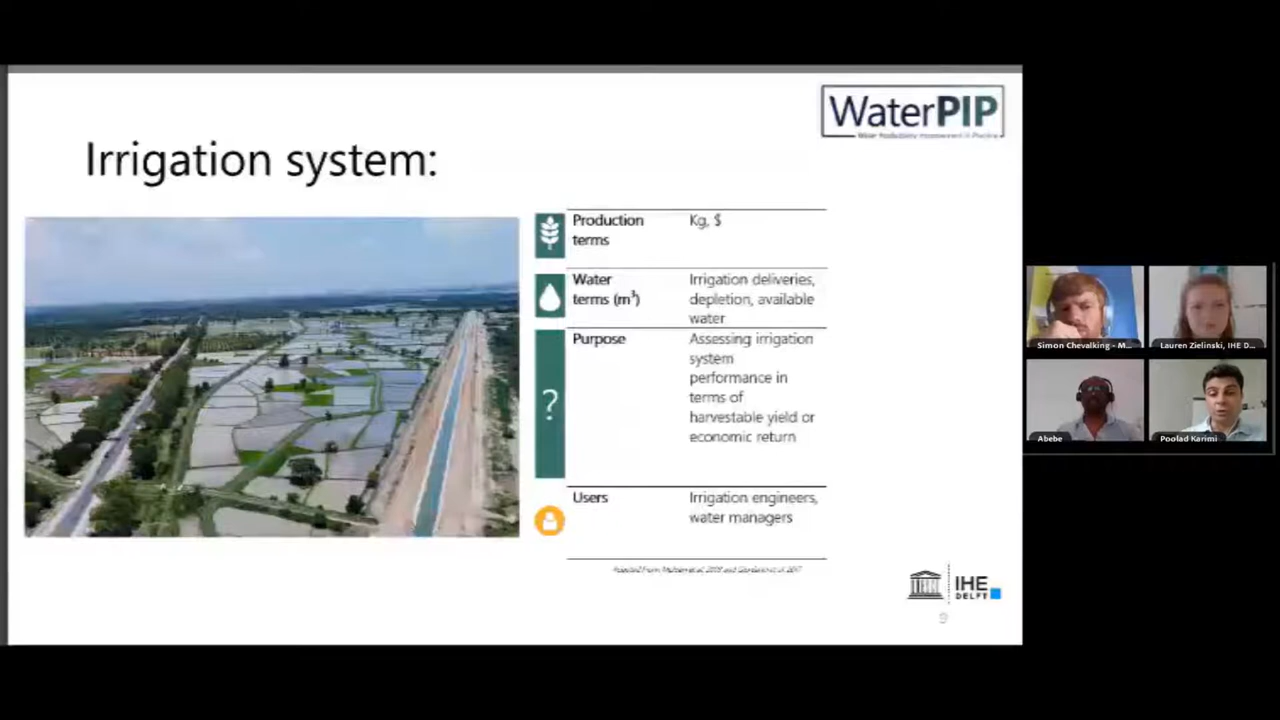 WaterPIP
Irrigation system:
Production
terms
Kg, $
Water
terms (m³)
Irrigation deliveries,
depletion, available
water
?
Purpose
Assessing irrigation
system
performance in
terms of
harvestable yield or
economic return
Users
Irrigation engineers,
water managers
IHE
DELFT
9
Simon Chevalking - M...
Lauren Zielinski, IHE D...
Abebe
Poolad Karimi